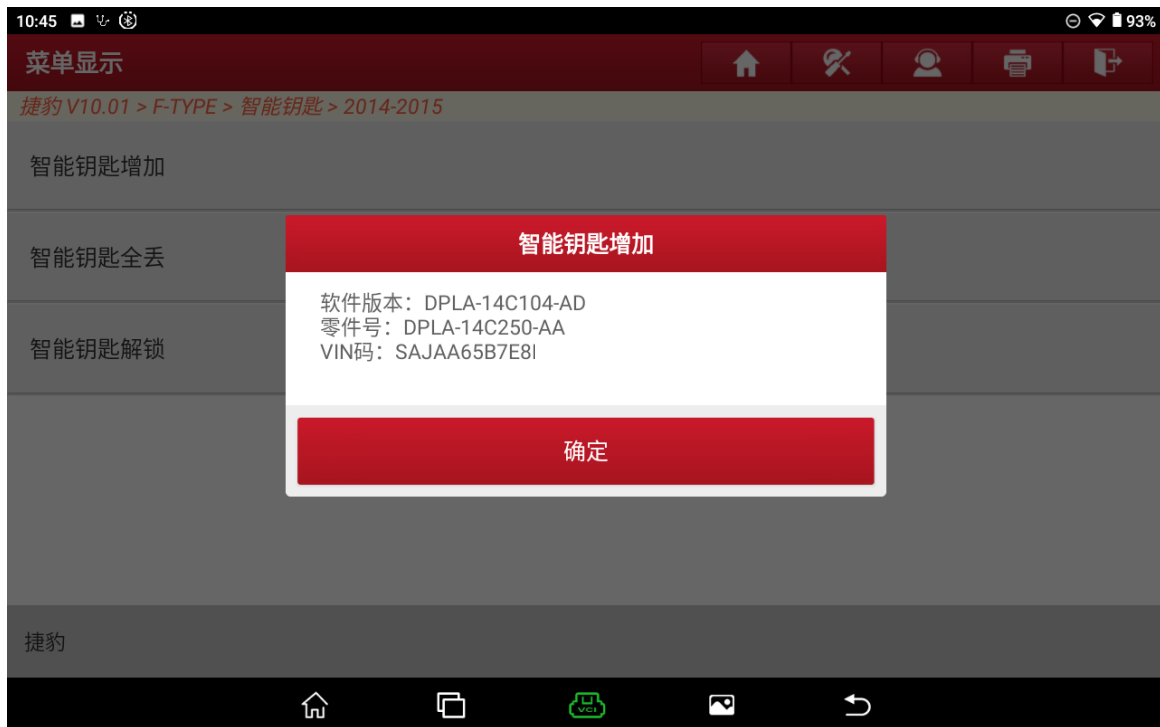 10:45
93%
菜单显示
捷豹 V10.01 > F-TYPE > 智能钥匙 > 2014-2015
智能钥匙增加
智能钥匙全丢
智能钥匙解锁
智能钥匙增加
软件版本：DPLA-14C104-AD
零件号：DPLA-14C250-AA
VIN码：SAJAA65B7E8
确定
捷豹
VCI